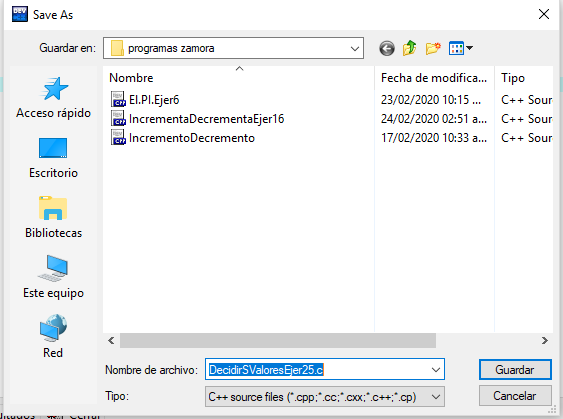 Save As
Guardar en: programas zamora
Nombre Fecha de modifica... Tipo
EI.PI.Ejer6 23/02/2020 10:15 ... C++ Sour
IncrementaDecrementaEjer16 24/02/2020 02:51 a... C++ Sour
IncrementoDecremento 17/02/2020 10:33 a... C++ Sour
Acceso rápido
Escritorio
Bibliotecas
Este equipo
Red
Nombre de archivo: DecidirSValoresEjer25.c Guardar
Tipo: C++ source files (*.cpp;*.cc;*.cxx;*.c++;*.cp) Cancelar